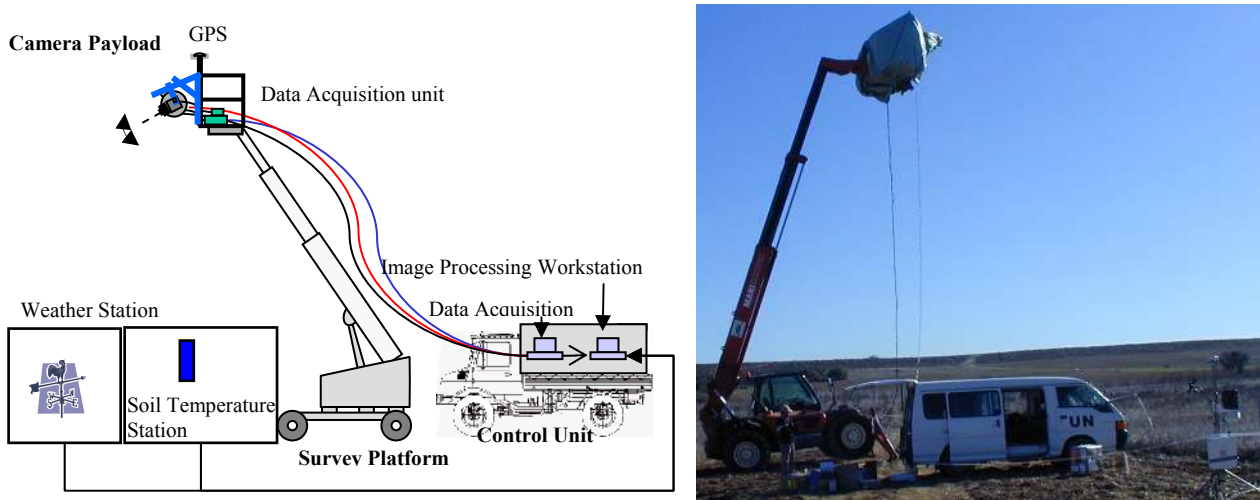 GPS
Camera Payload
Data Acquisition unit
Image Processing Workstation
Data Acquisition
Weather Station
Soil Temperature
Station
Control Unit
Survev Platform
UN